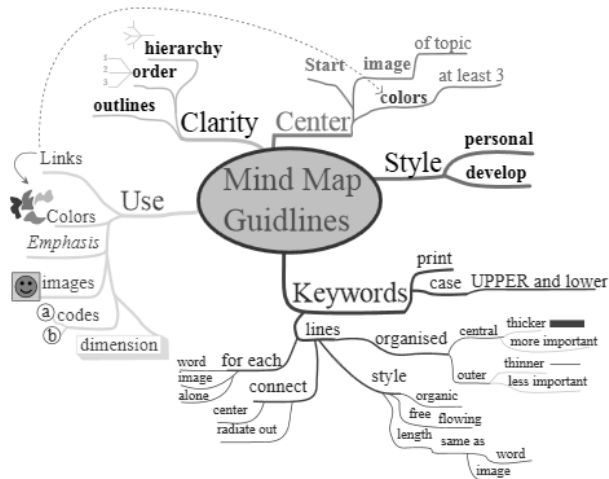 Mind Map
Guidlines
Center
Start
image
of topic
colors
at least 3
Style
personal
develop
Keywords
print
case
UPPER and lower
lines
organised
central
thicker
more important
outer
thinner
less important
style
organic
free
flowing
length
same as
word
image
connect
center
radiate out
for each
word
image
alone
Use
Links
Colors
Emphasis
images
codes
a
b
dimension
Clarity
hierarchy
order
1
2
3
outlines